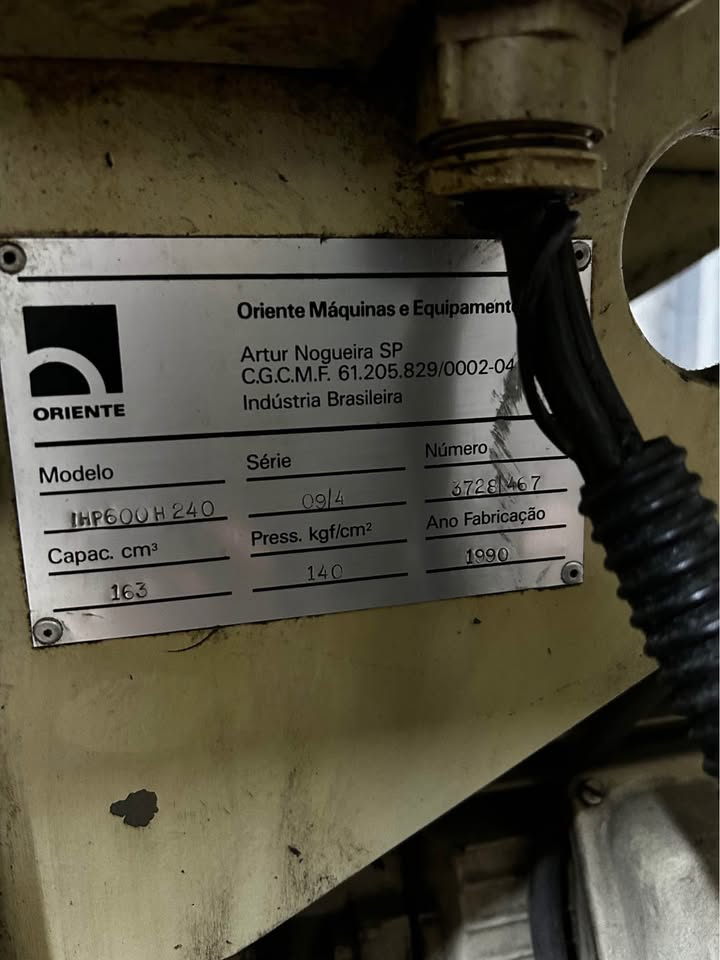 Oriente Máquinas e Equipament
Artur Nogueira SP
C.G.C.M.F. 61.205.829/0002-04
Indústria Brasileira
ORIENTE
Modelo Série Número
IHP600H240 09/4 3728/467
Capac. cm³ Press. kgf/cm² Ano Fabricação
163 140 1990